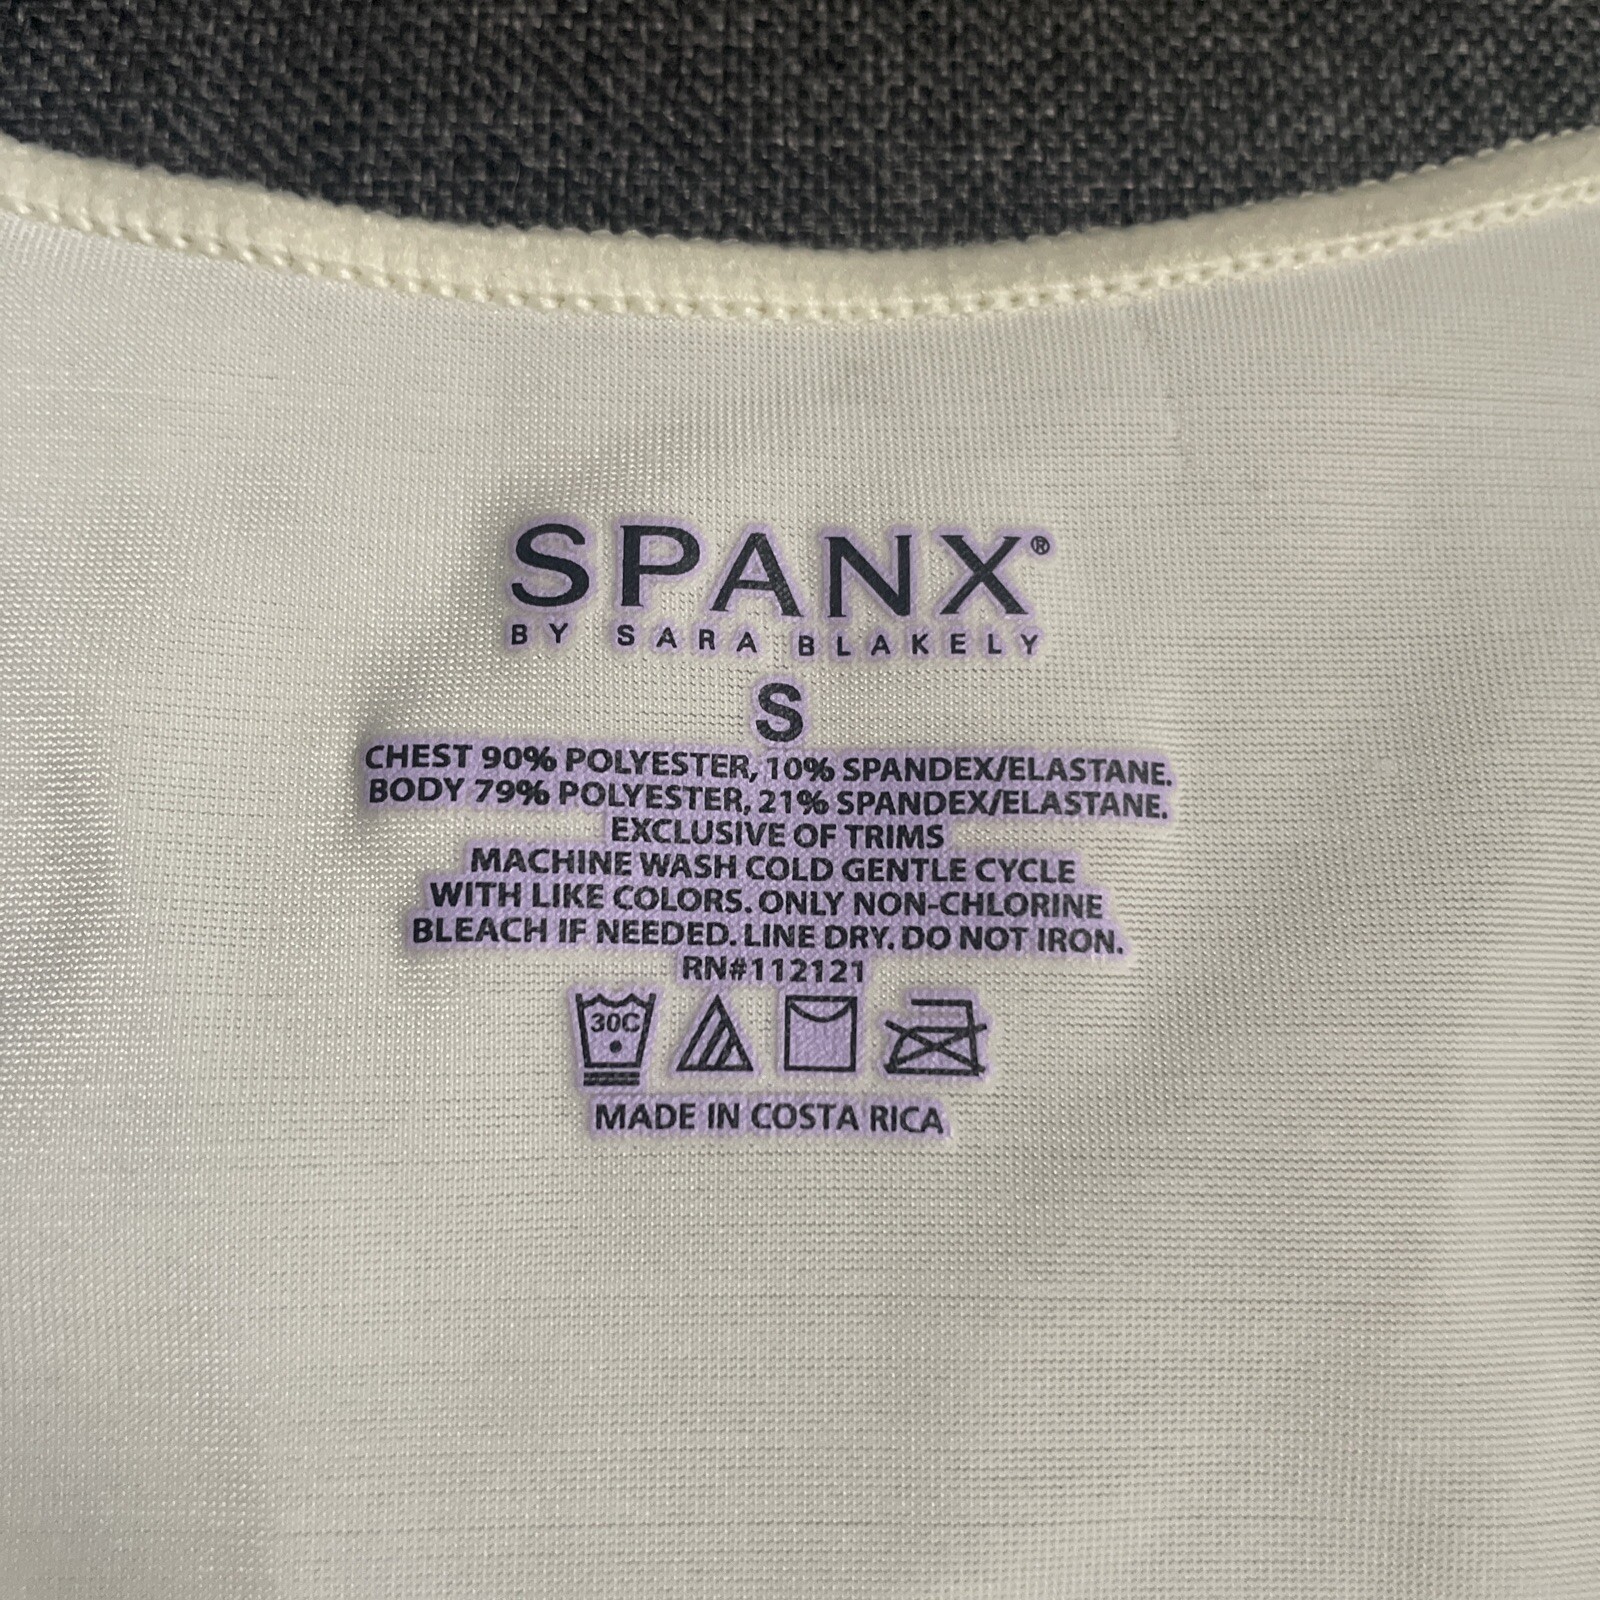 SPANX®
BY SARA BLAKELY
S
CHEST 90% POLYESTER, 10% SPANDEX/ELASTANE.
BODY 79% POLYESTER, 21% SPANDEX/ELASTANE.
EXCLUSIVE OF TRIMS
MACHINE WASH COLD GENTLE CYCLE
WITH LIKE COLORS. ONLY NON-CHLORINE
BLEACH IF NEEDED. LINE DRY. DO NOT IRON.
RN#112121
30C
MADE IN COSTA RICA